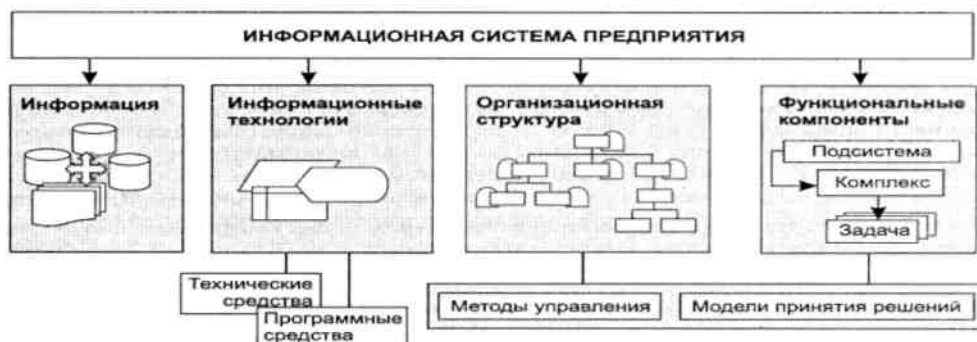 ИНФОРМАЦИОННАЯ СИСТЕМА ПРЕДПРИЯТИЯ
Информация
Информационные
технологии
Организационная
структура
Функциональные
компоненты
Подсистема
Комплекс
Задача
Технические
средства
Программные
средства
Методы управления
Модели принятия решений